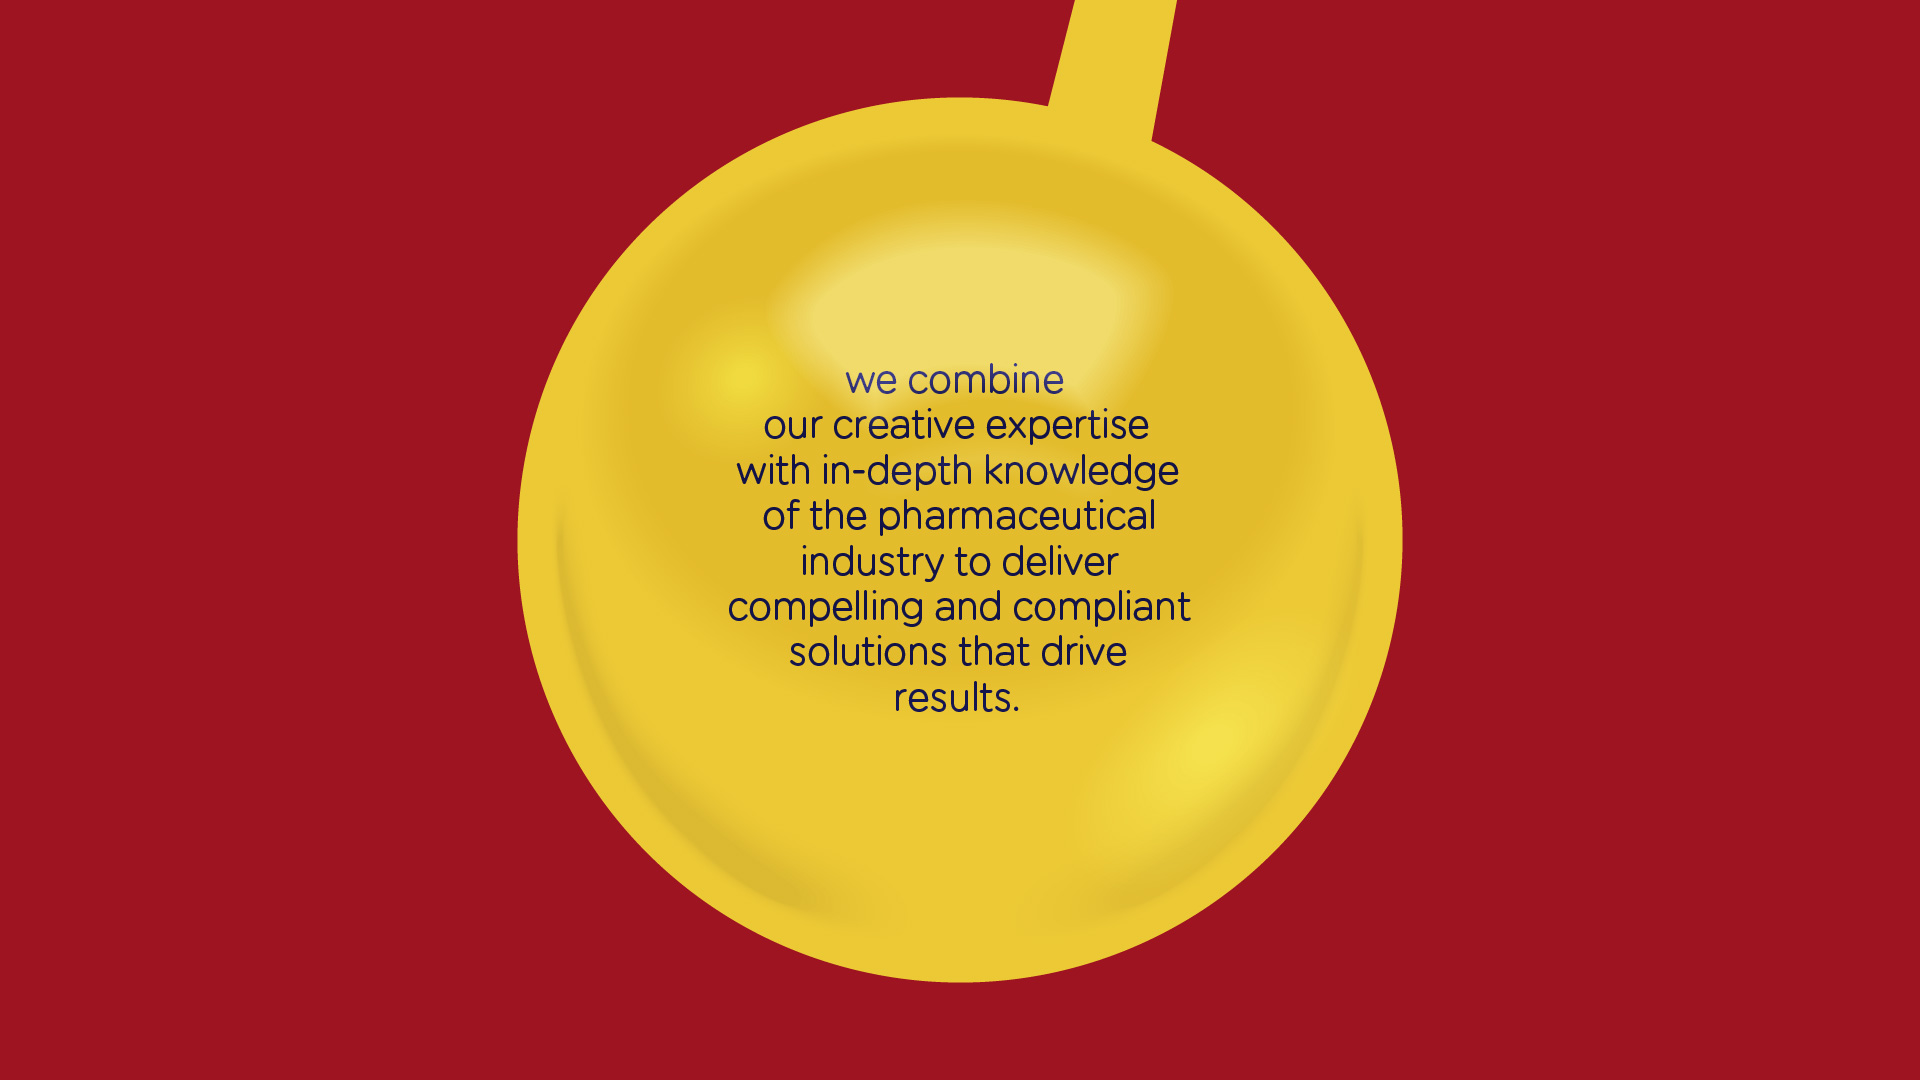 we combine
our creative expertise
with in-depth knowledge
of the pharmaceutical
industry to deliver
compelling and compliant
solutions that drive
results.